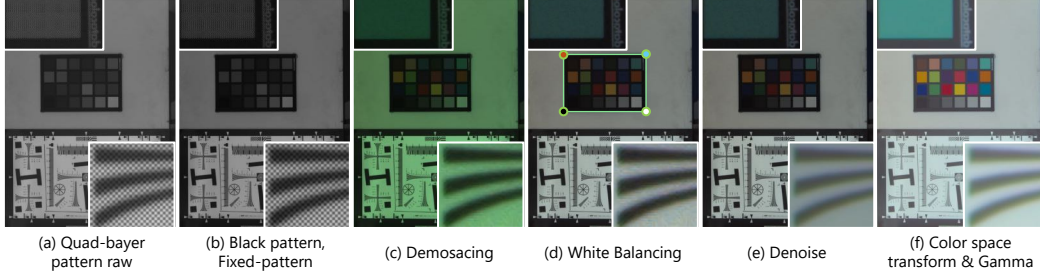 (a) Quad-bayer
pattern raw
(b) Black pattern,
Fixed-pattern
(c) Demosacing
(d) White Balancing
(e) Denoise
(f) Color space
transform & Gamma